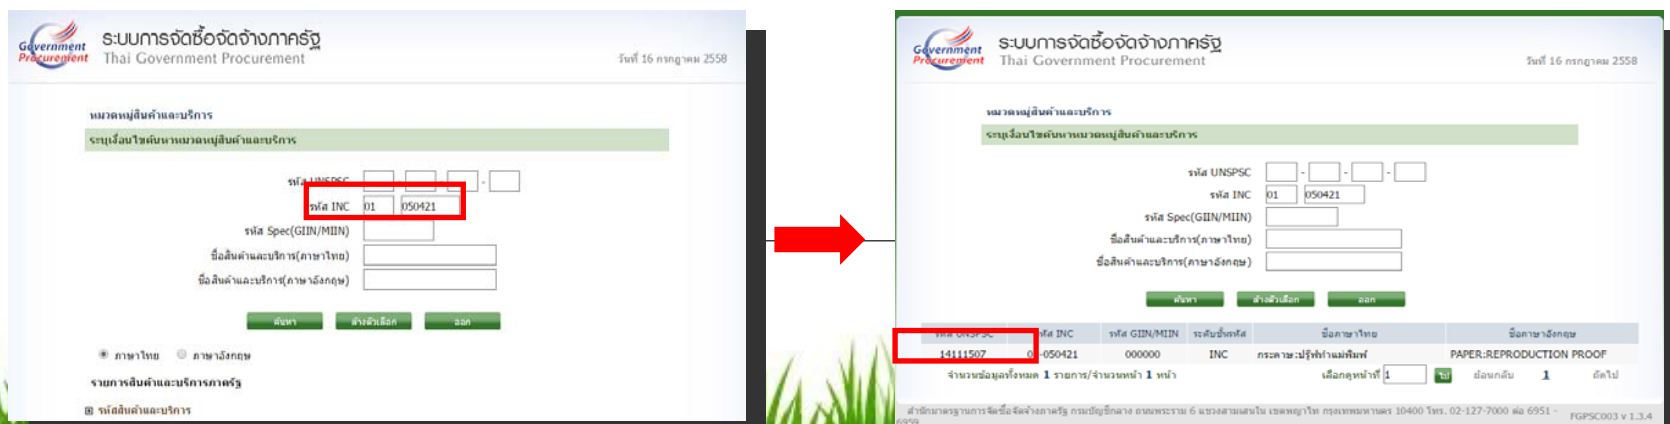 Government Procurement
ระบบการจัดซื้อจัดจ้างภาครัฐ
Thai Government Procurement
วันที่ 16 กรกฎาคม 2558
หมวดหมู่สินค้าและบริการ
ระบุเงื่อนไขค้นหาหมวดหมู่สินค้าและบริการ
รหัส UNSPSC - - -
รหัส INC 01 050421
รหัส Spec(GIIN/MIIN)
ชื่อสินค้าและบริการ(ภาษาไทย)
ชื่อสินค้าและบริการ(ภาษาอังกฤษ)
ค้นหา ล้างตัวเลือก ออก
ภาษาไทย ภาษาอังกฤษ
รายการสินค้าและบริการภาครัฐ
รหัสสินค้าและบริการ
Government Procurement
ระบบการจัดซื้อจัดจ้างภาครัฐ
Thai Government Procurement
วันที่ 16 กรกฎาคม 2558
หมวดหมู่สินค้าและบริการ
ระบุเงื่อนไขค้นหาหมวดหมู่สินค้าและบริการ
รหัส UNSPSC - - -
รหัส INC 01 050421
รหัส Spec(GIIN/MIIN)
ชื่อสินค้าและบริการ(ภาษาไทย)
ชื่อสินค้าและบริการ(ภาษาอังกฤษ)
ค้นหา ล้างตัวเลือก ออก
รหัส UNSPSC รหัส INC รหัส GIIN/MIIN ระดับชั้นรหัส ชื่อภาษาไทย ชื่อภาษาอังกฤษ
14111507 -050421 000000 INC กระดาษ:ปรู๊ฟทำแม่พิมพ์ PAPER:REPRODUCTION PROOF
จำนวนข้อมูลทั้งหมด 1 รายการ/จำนวนหน้า 1 หน้า เลือกดูหน้าที่ 1 ไป ย้อนกลับ 1 ถัดไป
สำนักมาตรฐานการจัดซื้อจัดจ้างภาครัฐ กรมบัญชีกลาง ถนนพระราม 6 แขวงสามเสนใน เขตพญาไท กรุงเทพมหานคร 10400 โทร. 02-127-7000 ต่อ 6951 -
6959 FGPSC003 v 1.3.4